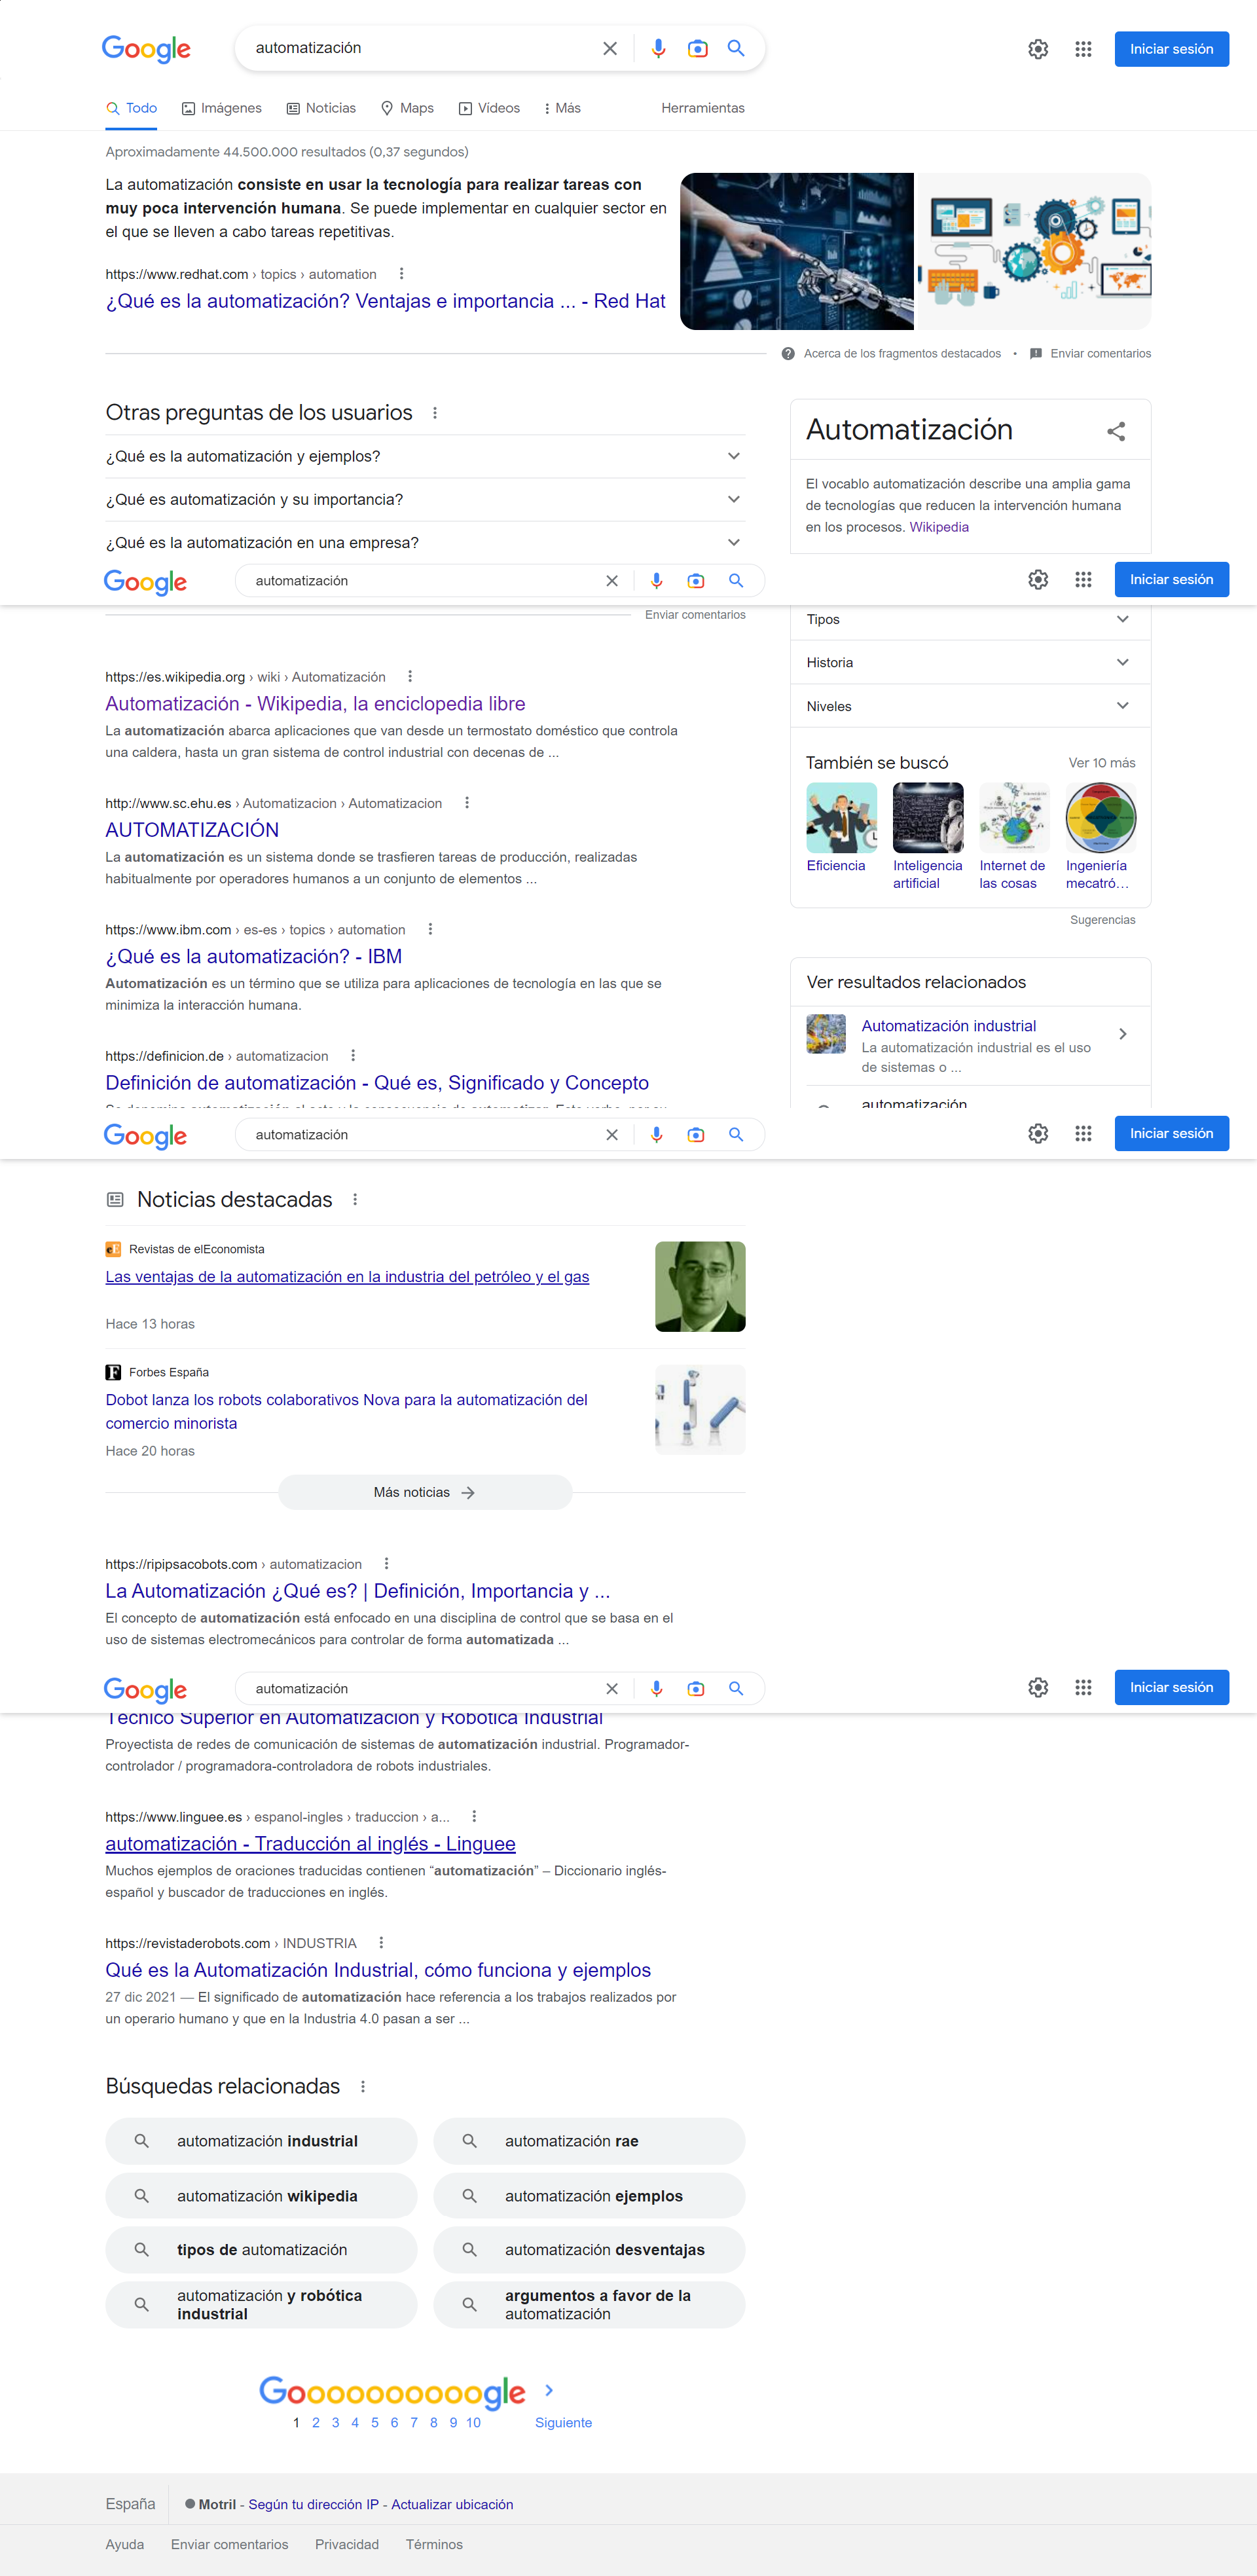 Google
automatización
Iniciar sesión
Todo
Imágenes
Noticias
Maps
Vídeos
Más
Herramientas
Aproximadamente 44.500.000 resultados (0,37 segundos)
La automatización consiste en usar la tecnología para realizar tareas con
muy poca intervención humana. Se puede implementar en cualquier sector en
el que se lleven a cabo tareas repetitivas.
https://www.redhat.com › topics › automation
¿Qué es la automatización? Ventajas e importancia ... - Red Hat
Acerca de los fragmentos destacados • Enviar comentarios
Otras preguntas de los usuarios
¿Qué es la automatización y ejemplos?
¿Qué es automatización y su importancia?
¿Qué es la automatización en una empresa?
Automatización
El vocablo automatización describe una amplia gama
de tecnologías que reducen la intervención humana
en los procesos. Wikipedia
Google
automatización
Iniciar sesión
Enviar comentarios
https://es.wikipedia.org › wiki › Automatización
Automatización - Wikipedia, la enciclopedia libre
La automatización abarca aplicaciones que van desde un termostato doméstico que controla
una caldera, hasta un gran sistema de control industrial con decenas de ...
http://www.sc.ehu.es › Automatizacion › Automatizacion
AUTOMATIZACIÓN
La automatización es un sistema donde se trasfieren tareas de producción, realizadas
habitualmente por operadores humanos a un conjunto de elementos ...
https://www.ibm.com › es-es › topics › automation
¿Qué es la automatización? - IBM
Automatización es un término que se utiliza para aplicaciones de tecnología en las que se
minimiza la interacción humana.
https://definicion.de › automatizacion
Definición de automatización - Qué es, Significado y Concepto
Tipos
Historia
Niveles
También se buscó
Ver 10 más
Eficiencia
Inteligencia
artificial
Internet de
las cosas
Ingeniería
mecatró...
Sugerencias
Ver resultados relacionados
Automatización industrial
La automatización industrial es el uso
de sistemas o ...
automatización
Google
automatización
Iniciar sesión
Noticias destacadas
Revistas de elEconomista
Las ventajas de la automatización en la industria del petróleo y el gas
Hace 13 horas
Forbes España
Dobot lanza los robots colaborativos Nova para la automatización del
comercio minorista
Hace 20 horas
Más noticias
https://ripipsacobots.com › automatizacion
La Automatización ¿Qué es? | Definición, Importancia y ...
El concepto de automatización está enfocado en una disciplina de control que se basa en el
uso de sistemas electromecánicos para controlar de forma automatizada ...
Google
automatización
Iniciar sesión
Técnico Superior en Automatización y Robótica Industrial
Proyectista de redes de comunicación de sistemas de automatización industrial. Programador-
controlador / programadora-controladora de robots industriales.
https://www.linguee.es › espanol-ingles › traduccion › a...
automatización - Traducción al inglés - Linguee
Muchos ejemplos de oraciones traducidas contienen “automatización” – Diccionario inglés-
español y buscador de traducciones en inglés.
https://revistaderobots.com › INDUSTRIA
Qué es la Automatización Industrial, cómo funciona y ejemplos
27 dic 2021 — El significado de automatización hace referencia a los trabajos realizados por
un operario humano y que en la Industria 4.0 pasan a ser ...
Búsquedas relacionadas
automatización industrial
automatización rae
automatización wikipedia
automatización ejemplos
tipos de automatización
automatización desventajas
automatización y robótica
industrial
argumentos a favor de la
automatización
Goooooooooogle
1 2 3 4 5 6 7 8 9 10 Siguiente
España
Motril - Según tu dirección IP - Actualizar ubicación
Ayuda Enviar comentarios Privacidad Términos